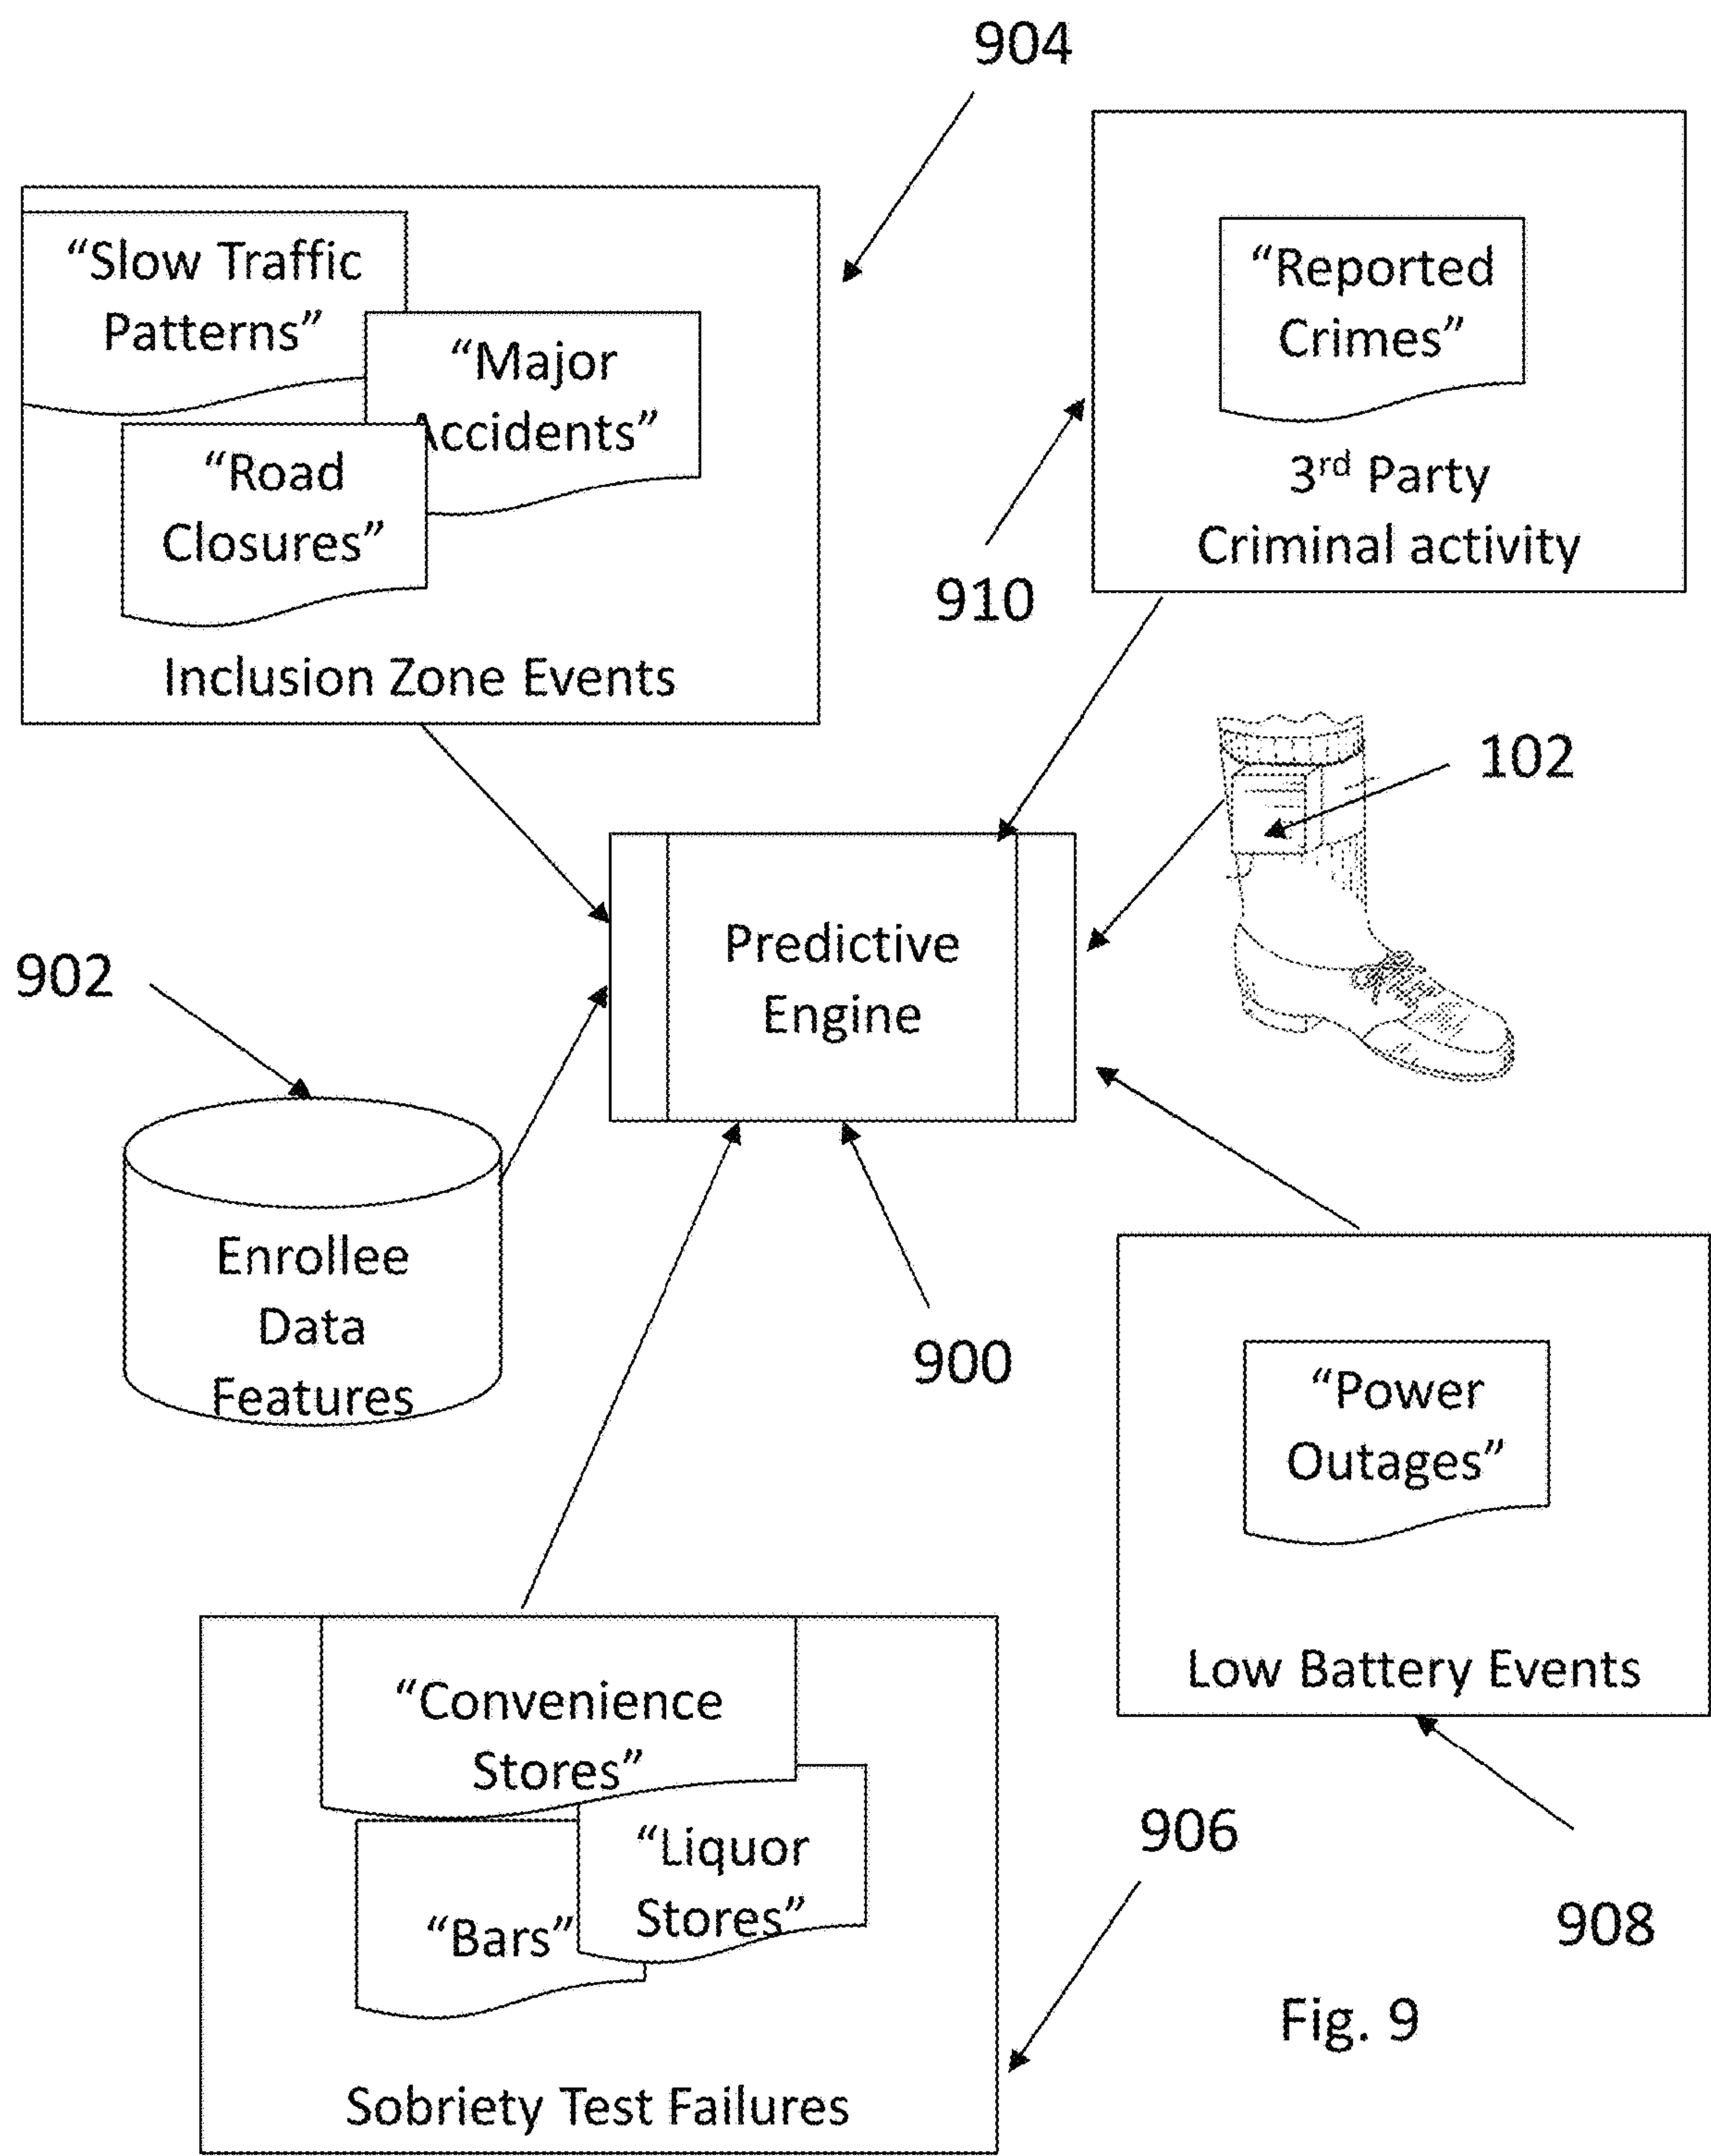 904
“Slow Traffic
Patterns”
“Major
Accidents”
“Road
Closures”
Inclusion Zone Events
“Reported
Crimes”
3rd Party
Criminal activity
910
102
Predictive
Engine
902
Enrollee
Data
Features
900
“Power
Outages”
Low Battery Events
“Convenience
Stores”
“Liquor
Stores”
“Bars”
Sobriety Test Failures
906
908
Fig. 9